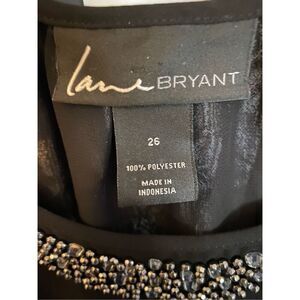 Lane BRYANT
26
100% POLYESTER
MADE IN
INDONESIA